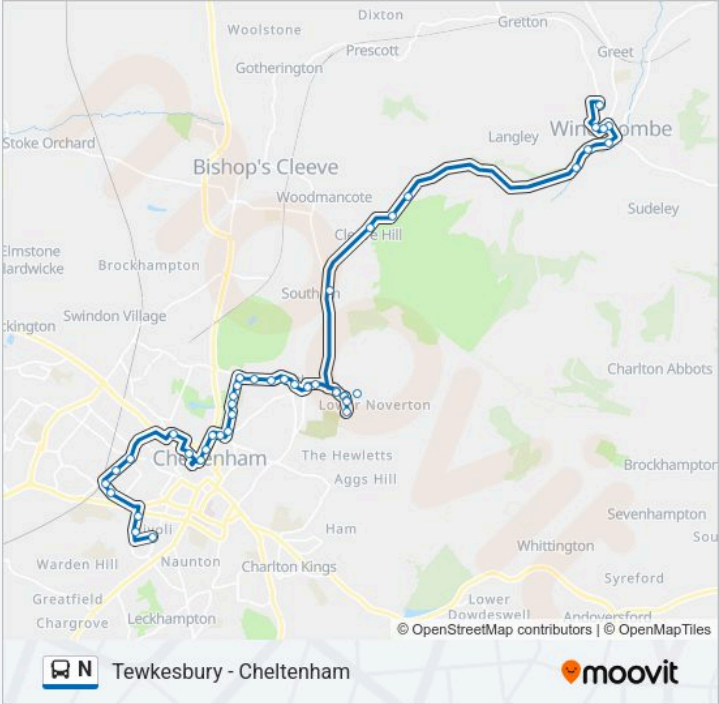 Dixton
Gretton
Woolstone
Prescott
Greet
Gotherington
Stoke Orchard
Langley
Bishop's Cleeve
Woodmancote
Sudeley
Elmstone
Hardwicke
Brockhampton
Swindon Village
Charlton Abbots
Lower Noverton
Cheltenham
The Hewletts
Brockhampton
Aggs Hill
Sevenhampton
Ham
Tivoli
Whittington
Warden Hill
Naunton
Charlton Kings
Syreford
Greatfield
Lower
Dowdeswell
Chargrove
Leckhampton
Andoversford
© OpenStreetMap contributors | © OpenMapTiles
N Tewkesbury - Cheltenham
moovit